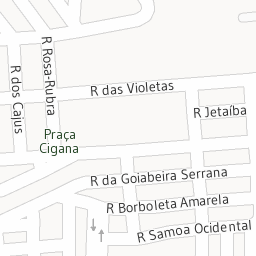 R dos Cajus
R Rosa-Rubra
R das Violetas
R Jetaíba
Praça
Cigana
R da Goiabeira Serrana
R Borboleta Amarela
R Samoa Ocidental